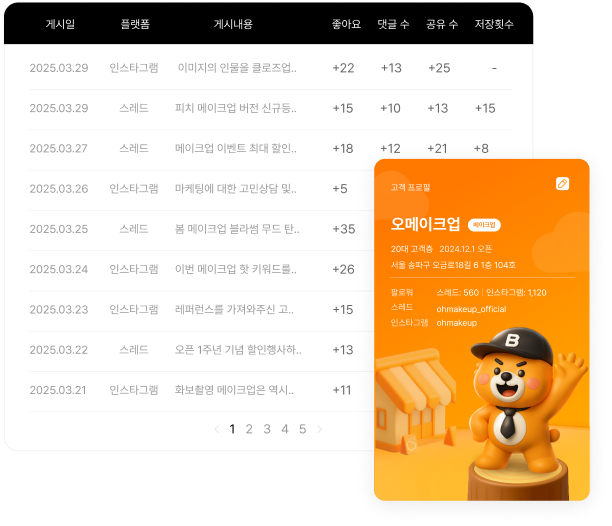 게시일 플랫폼 게시내용 좋아요 댓글 수 공유 수 저장횟수
2025.03.29 인스타그램 이미지의 인물을 클로즈업.. +22 +13 +25 -
2025.03.29 스레드 피치 메이크업 버전 신규등.. +15 +10 +13 +15
2025.03.27 스레드 메이크업 이벤트 최대 할인.. +18 +12 +21 +8
2025.03.26 인스타그램 마케팅에 대한 고민상담 및.. +5
2025.03.25 스레드 봄 메이크업 블라썸 무드 탄.. +35
2025.03.24 인스타그램 이번 메이크업 핫 키워드를.. +26
2025.03.23 인스타그램 레퍼런스를 가져와주신 고.. +15
2025.03.22 스레드 오픈 1주년 기념 할인행사하.. +13
2025.03.21 인스타그램 화보촬영 메이크업은 역시.. +11
1 2 3 4 5
고객 프로필
오메이크업 메이크업
20대 고객층 2024.12.1 오픈
서울 송파구 오금로18길 6 1층 104호
팔로워 스레드: 560 | 인스타그램: 1,120
스레드 ohmakeup_official
인스타그램 ohmakeup
B